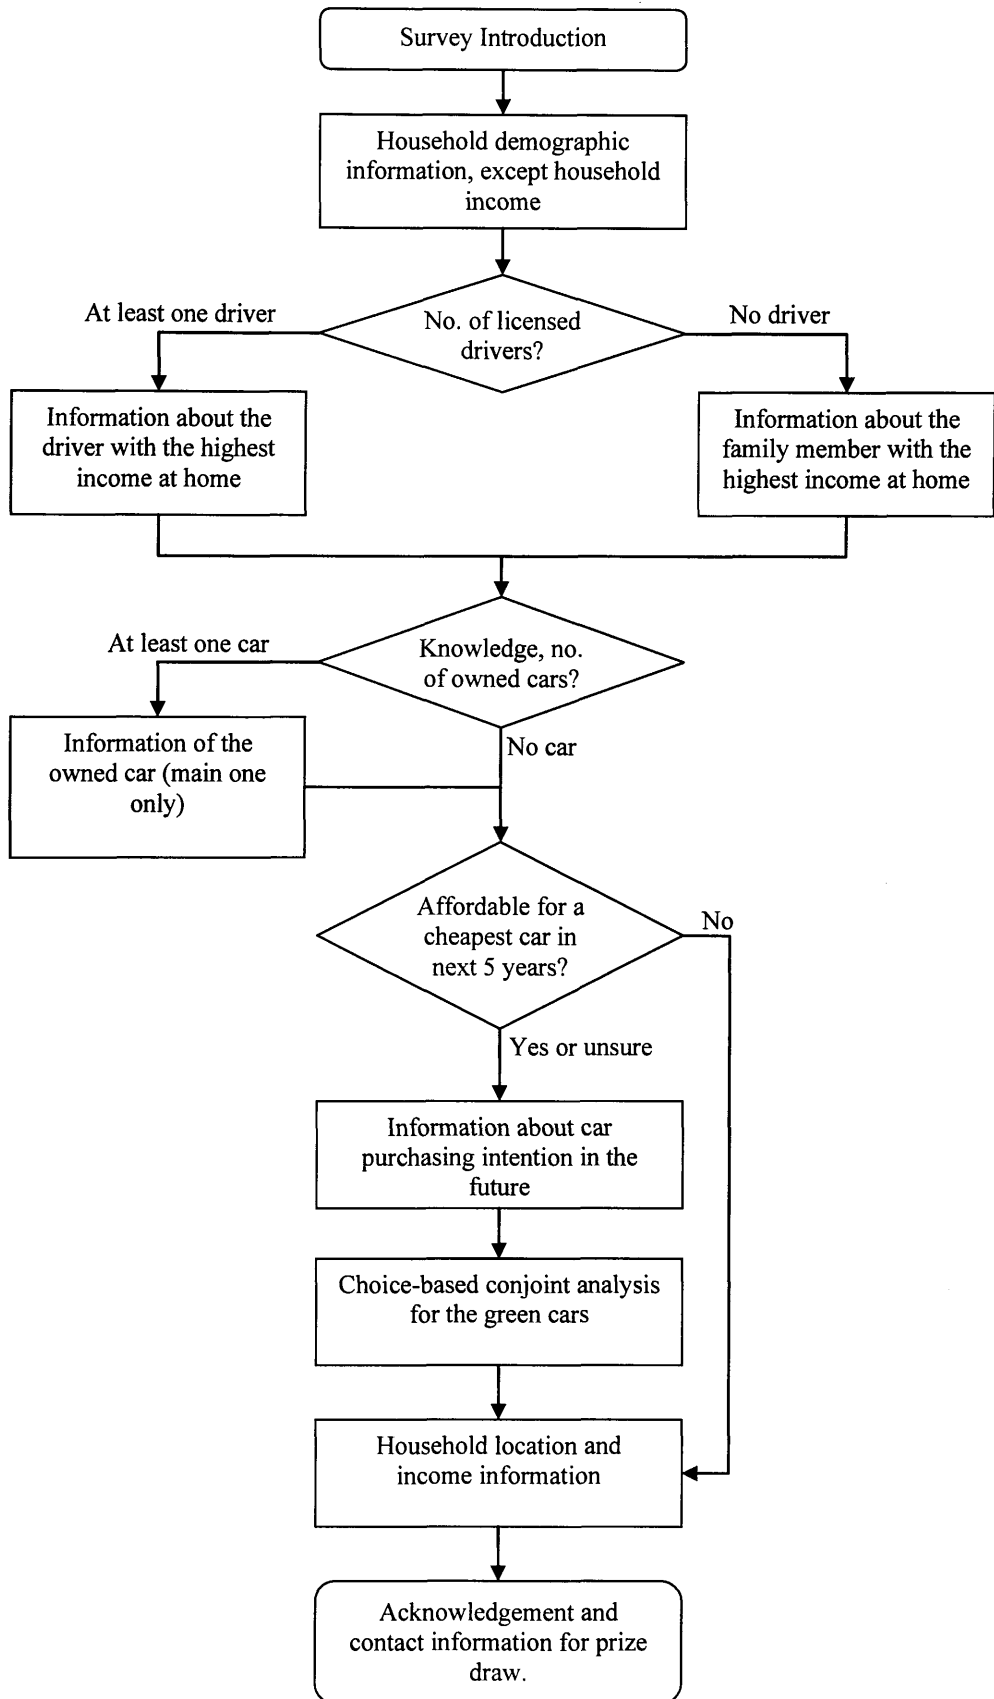 Survey Introduction
Household demographic
information, except household
income
At least one driver
No. of licensed
drivers?
No driver
Information about the
driver with the highest
income at home
Information about the
family member with the
highest income at home
At least one car
Knowledge, no.
of owned cars?
No car
Information of the
owned car (main one
only)
Affordable for a
cheapest car in
next 5 years?
No
Yes or unsure
Information about car
purchasing intention in the
future
Choice-based conjoint analysis
for the green cars
Household location and
income information
Acknowledgement and
contact information for prize
draw.